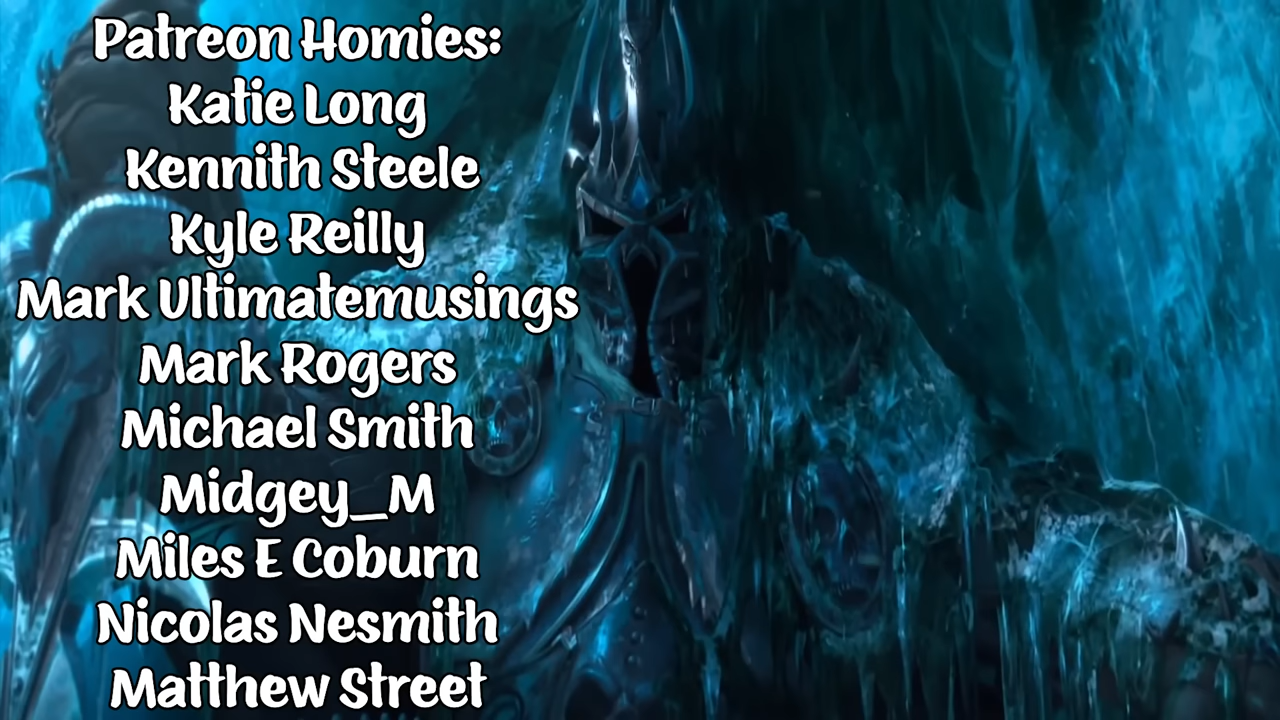 Patreon Homies:
Katie Long
Kennith Steele
Kyle Reilly
Mark Ultimatemusings
Mark Rogers
Michael Smith
Midgey_M
Miles E Coburn
Nicolas Nesmith
Matthew Street